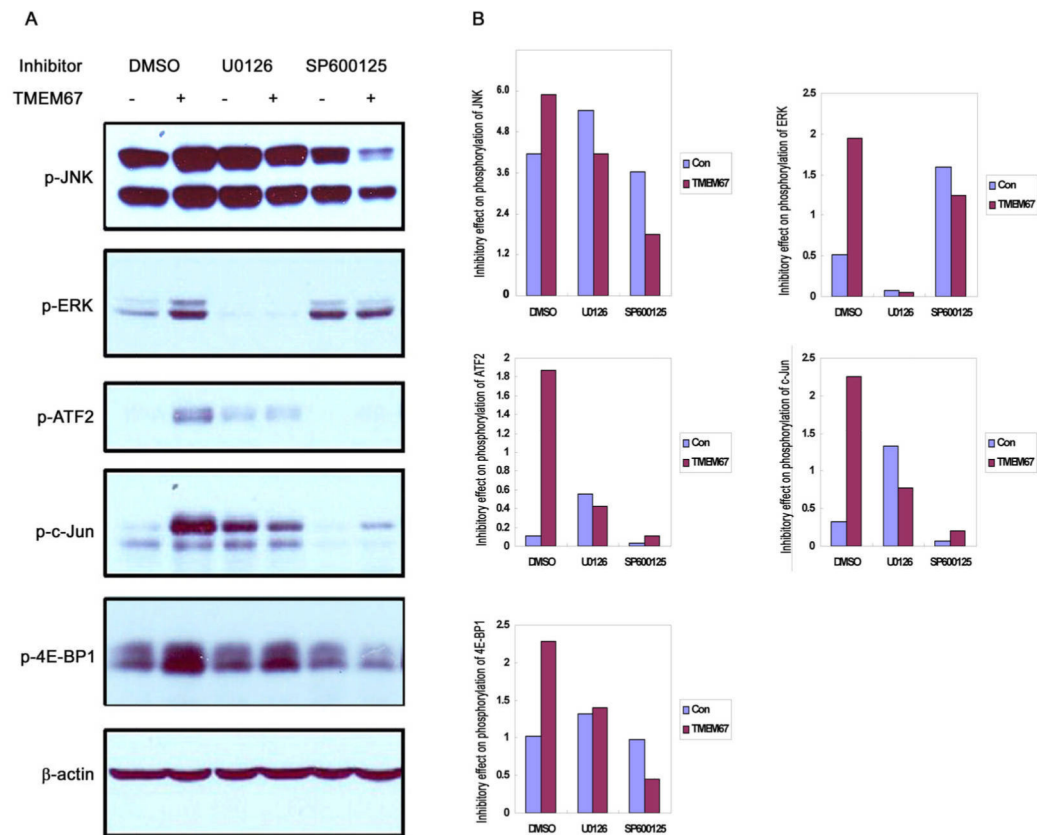 A
Inhibitor DMSO U0126 SP600125
TMEM67 - + - + - +
p-JNK
p-ERK
p-ATF2
p-c-Jun
p-4E-BP1
β-actin
B
Inhibitory effect on phosphorylation of JNK
6.0
4.8
3.6
2.4
1.2
0
DMSO U0126 SP600125
Con
TMEM67
Inhibitory effect on phosphorylation of ERK
2
1.5
1
0.5
0
DMSO U0126 SP600125
Con
TMEM67
Inhibitory effect on phosphorylation of ATF2
2
1.8
1.6
1.4
1.2
1
0.8
0.6
0.4
0.2
0
DMSO U0126 SP600125
Con
TMEM67
Inhibitory effect on phosphorylation of c-Jun
2.5
2
1.5
1
0.5
0
DMSO U0126 SP600125
Con
TMEM67
Inhibitory effect on phosphorylation of 4E-BP1
2.5
2
1.5
1
0.5
0
DMSO U0126 SP600125
Con
TMEM67